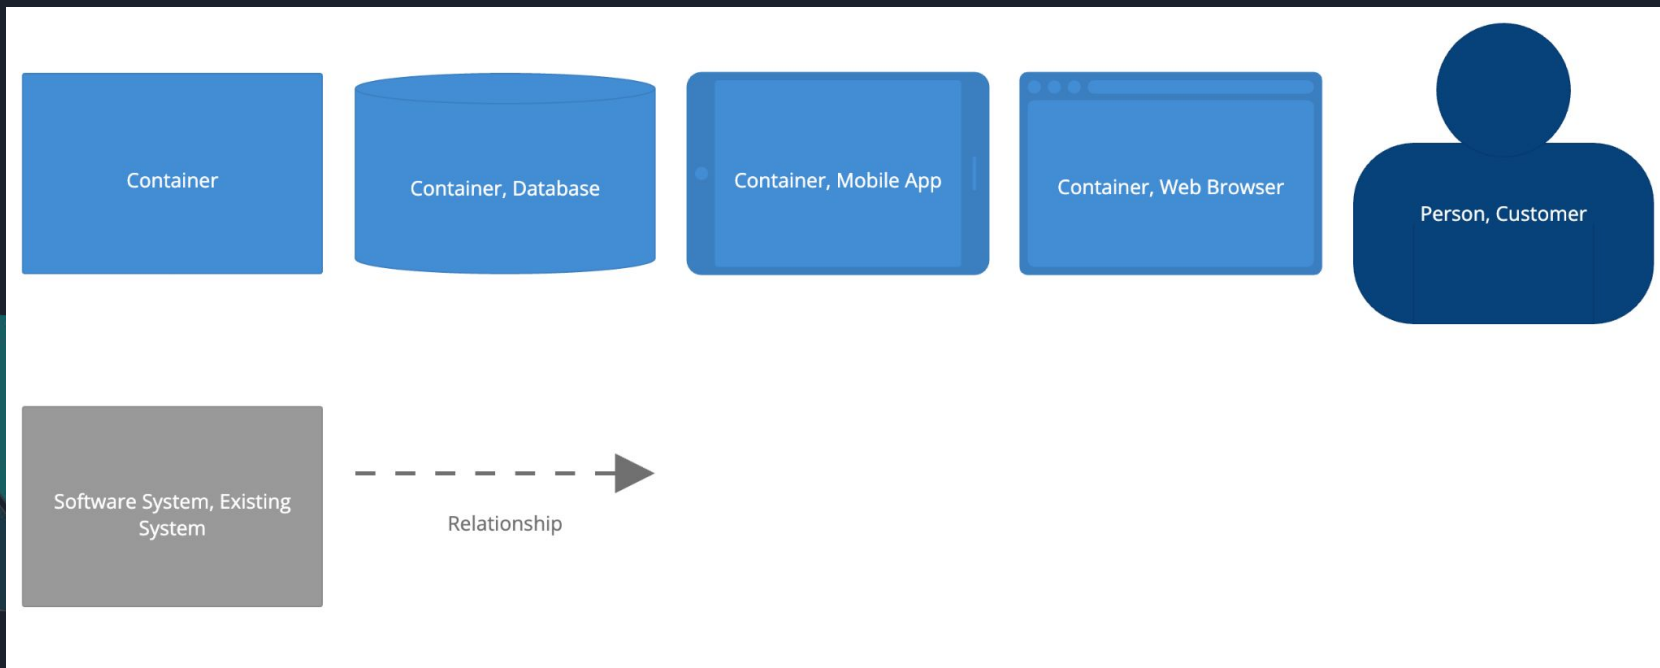 Container
Container, Database
Container, Mobile App
Container, Web Browser
Person, Customer
Software System, Existing
System
Relationship